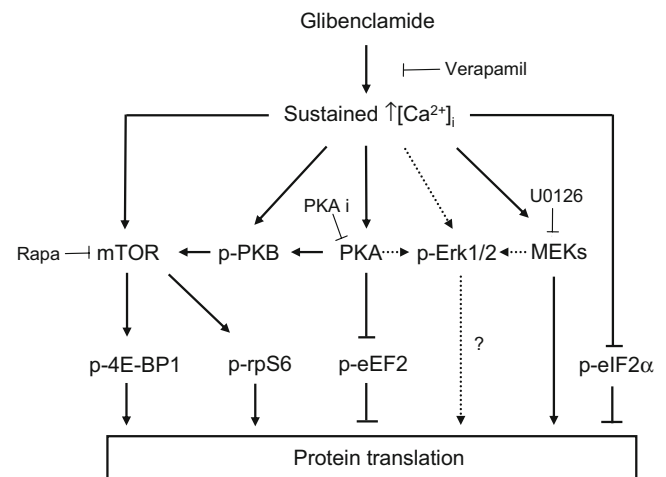 Glibenclamide
Verapamil
Sustained ↑[Ca²⁺]ᵢ
U0126
PKA i
Rapa
mTOR
p-PKB
PKA
p-Erk1/2
MEKs
?
p-4E-BP1
p-rpS6
p-eEF2
p-eIF2α
Protein translation